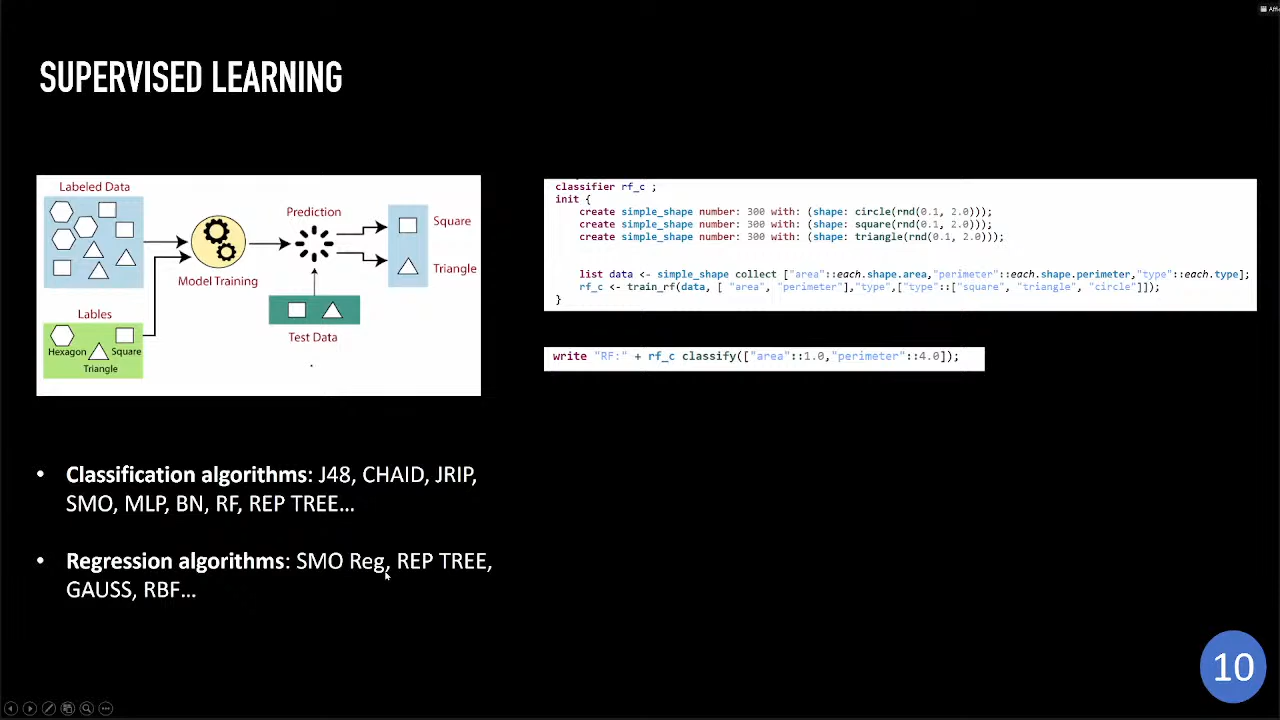 SUPERVISED LEARNING
Labeled Data
Prediction
Square
Triangle
Model Training
Lables
Test Data
Hexagon
Square
Triangle
classifier rf_c ;
init {
create simple_shape number: 300 with: (shape: circle(rnd(0.1, 2.0)));
create simple_shape number: 300 with: (shape: square(rnd(0.1, 2.0)));
create simple_shape number: 300 with: (shape: triangle(rnd(0.1, 2.0)));
list data <- simple_shape collect ["area"::each.shape.area,"perimeter"::each.shape.perimeter,"type"::each.type];
rf_c <- train_rf(data, [ "area", "perimeter"],"type",["type"::["square", "triangle", "circle"]]);
}
write "RF:" + rf_c classify(["area"::1.0,"perimeter"::4.0]);
• Classification algorithms: J48, CHAID, JRIP,
SMO, MLP, BN, RF, REP TREE...
• Regression algorithms: SMO Reg, REP TREE,
GAUSS, RBF...
10